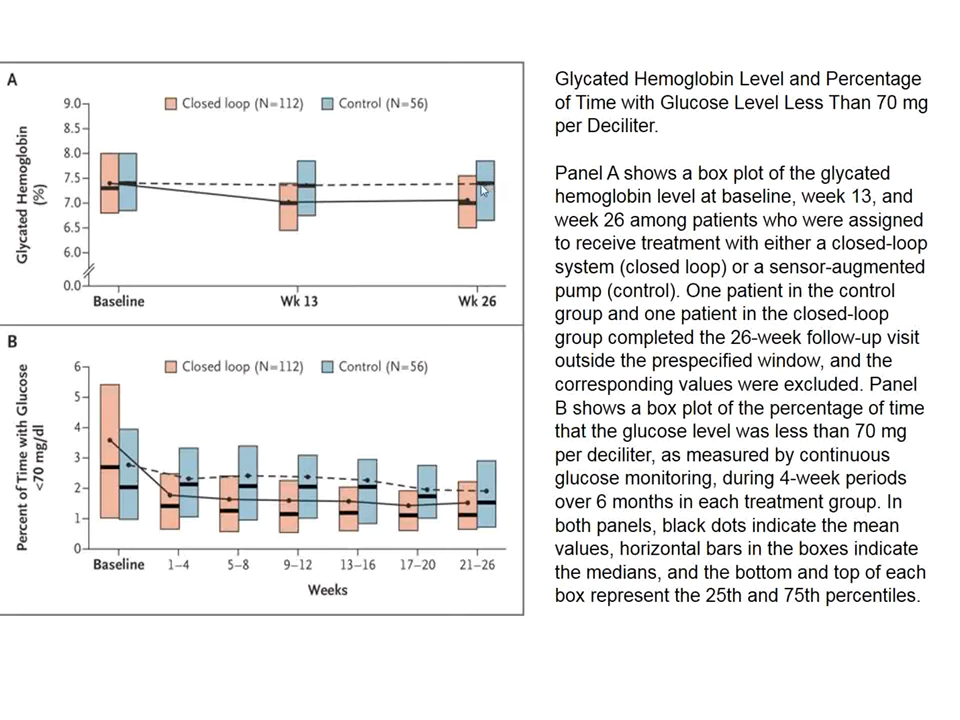 A
Closed loop (N=112)
Control (N=56)
Glycated Hemoglobin
(%)
9.0
8.5
8.0
7.5
7.0
6.5
6.0
0.0
Baseline
Wk 13
Wk 26
B
Closed loop (N=112)
Control (N=56)
Percent of Time with Glucose
<70 mg/dl
6
5
4
3
2
1
0
Baseline
1–4
5–8
9–12
13–16
17–20
21–26
Weeks
Glycated Hemoglobin Level and Percentage
of Time with Glucose Level Less Than 70 mg
per Deciliter.
Panel A shows a box plot of the glycated
hemoglobin level at baseline, week 13, and
week 26 among patients who were assigned
to receive treatment with either a closed-loop
system (closed loop) or a sensor-augmented
pump (control). One patient in the control
group and one patient in the closed-loop
group completed the 26-week follow-up visit
outside the prespecified window, and the
corresponding values were excluded. Panel
B shows a box plot of the percentage of time
that the glucose level was less than 70 mg
per deciliter, as measured by continuous
glucose monitoring, during 4-week periods
over 6 months in each treatment group. In
both panels, black dots indicate the mean
values, horizontal bars in the boxes indicate
the medians, and the bottom and top of each
box represent the 25th and 75th percentiles.